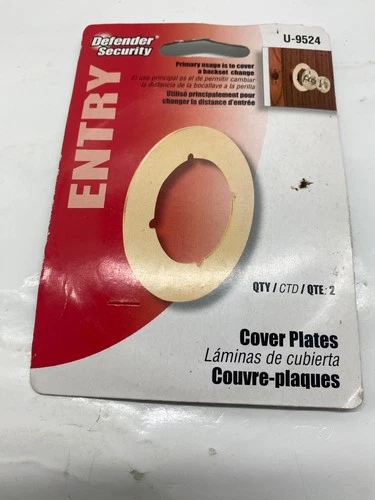 Defender
Security
U-9524
Primary usage is to cover
a backset change
El uso principal es el de permitir cambiar
la distancia de la bocallave a la perilla
Utilisé principalement pour
changer la distance d'entrée
ENTRY
QTY / CTD / QTE: 2
Cover Plates
Láminas de cubierta
Couvre-plaques